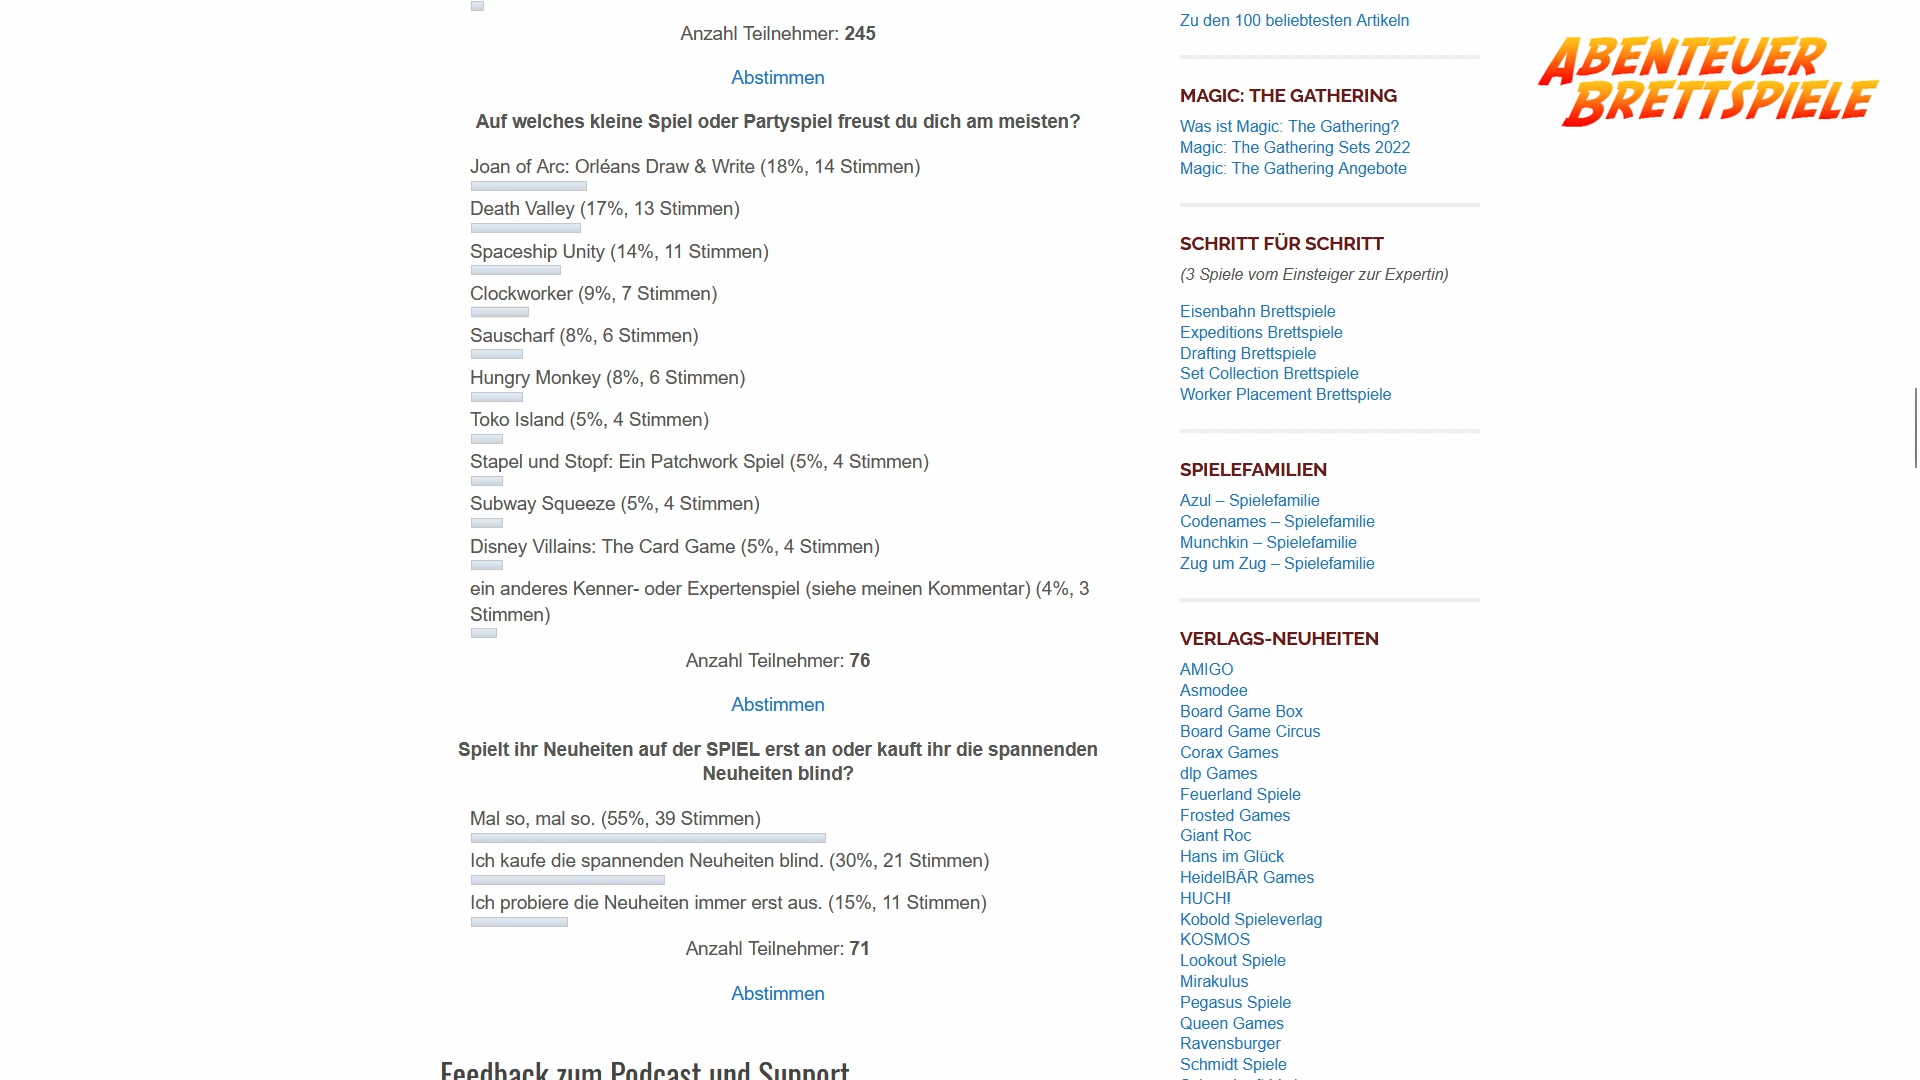 Anzahl Teilnehmer: 245
Abstimmen
Auf welches kleine Spiel oder Partyspiel freust du dich am meisten?
Joan of Arc: Orléans Draw & Write (18%, 14 Stimmen)
Death Valley (17%, 13 Stimmen)
Spaceship Unity (14%, 11 Stimmen)
Clockworker (9%, 7 Stimmen)
Sauscharf (8%, 6 Stimmen)
Hungry Monkey (8%, 6 Stimmen)
Toko Island (5%, 4 Stimmen)
Stapel und Stopf: Ein Patchwork Spiel (5%, 4 Stimmen)
Subway Squeeze (5%, 4 Stimmen)
Disney Villains: The Card Game (5%, 4 Stimmen)
ein anderes Kenner- oder Expertenspiel (siehe meinen Kommentar) (4%, 3
Stimmen)
Anzahl Teilnehmer: 76
Abstimmen
Spielt ihr Neuheiten auf der SPIEL erst an oder kauft ihr die spannenden
Neuheiten blind?
Mal so, mal so. (55%, 39 Stimmen)
Ich kaufe die spannenden Neuheiten blind. (30%, 21 Stimmen)
Ich probiere die Neuheiten immer erst aus. (15%, 11 Stimmen)
Anzahl Teilnehmer: 71
Abstimmen
Feedback zum Podcast und Support
Zu den 100 beliebtesten Artikeln
MAGIC: THE GATHERING
Was ist Magic: The Gathering?
Magic: The Gathering Sets 2022
Magic: The Gathering Angebote
SCHRITT FÜR SCHRITT
(3 Spiele vom Einsteiger zur Expertin)
Eisenbahn Brettspiele
Expeditions Brettspiele
Drafting Brettspiele
Set Collection Brettspiele
Worker Placement Brettspiele
SPIELEFAMILIEN
Azul – Spielefamilie
Codenames – Spielefamilie
Munchkin – Spielefamilie
Zug um Zug – Spielefamilie
VERLAGS-NEUHEITEN
AMIGO
Asmodee
Board Game Box
Board Game Circus
Corax Games
dlp Games
Feuerland Spiele
Frosted Games
Giant Roc
Hans im Glück
HeidelBÄR Games
HUCH!
Kobold Spieleverlag
KOSMOS
Lookout Spiele
Mirakulus
Pegasus Spiele
Queen Games
Ravensburger
Schmidt Spiele
ABENTEUER
BRETTSPIELE